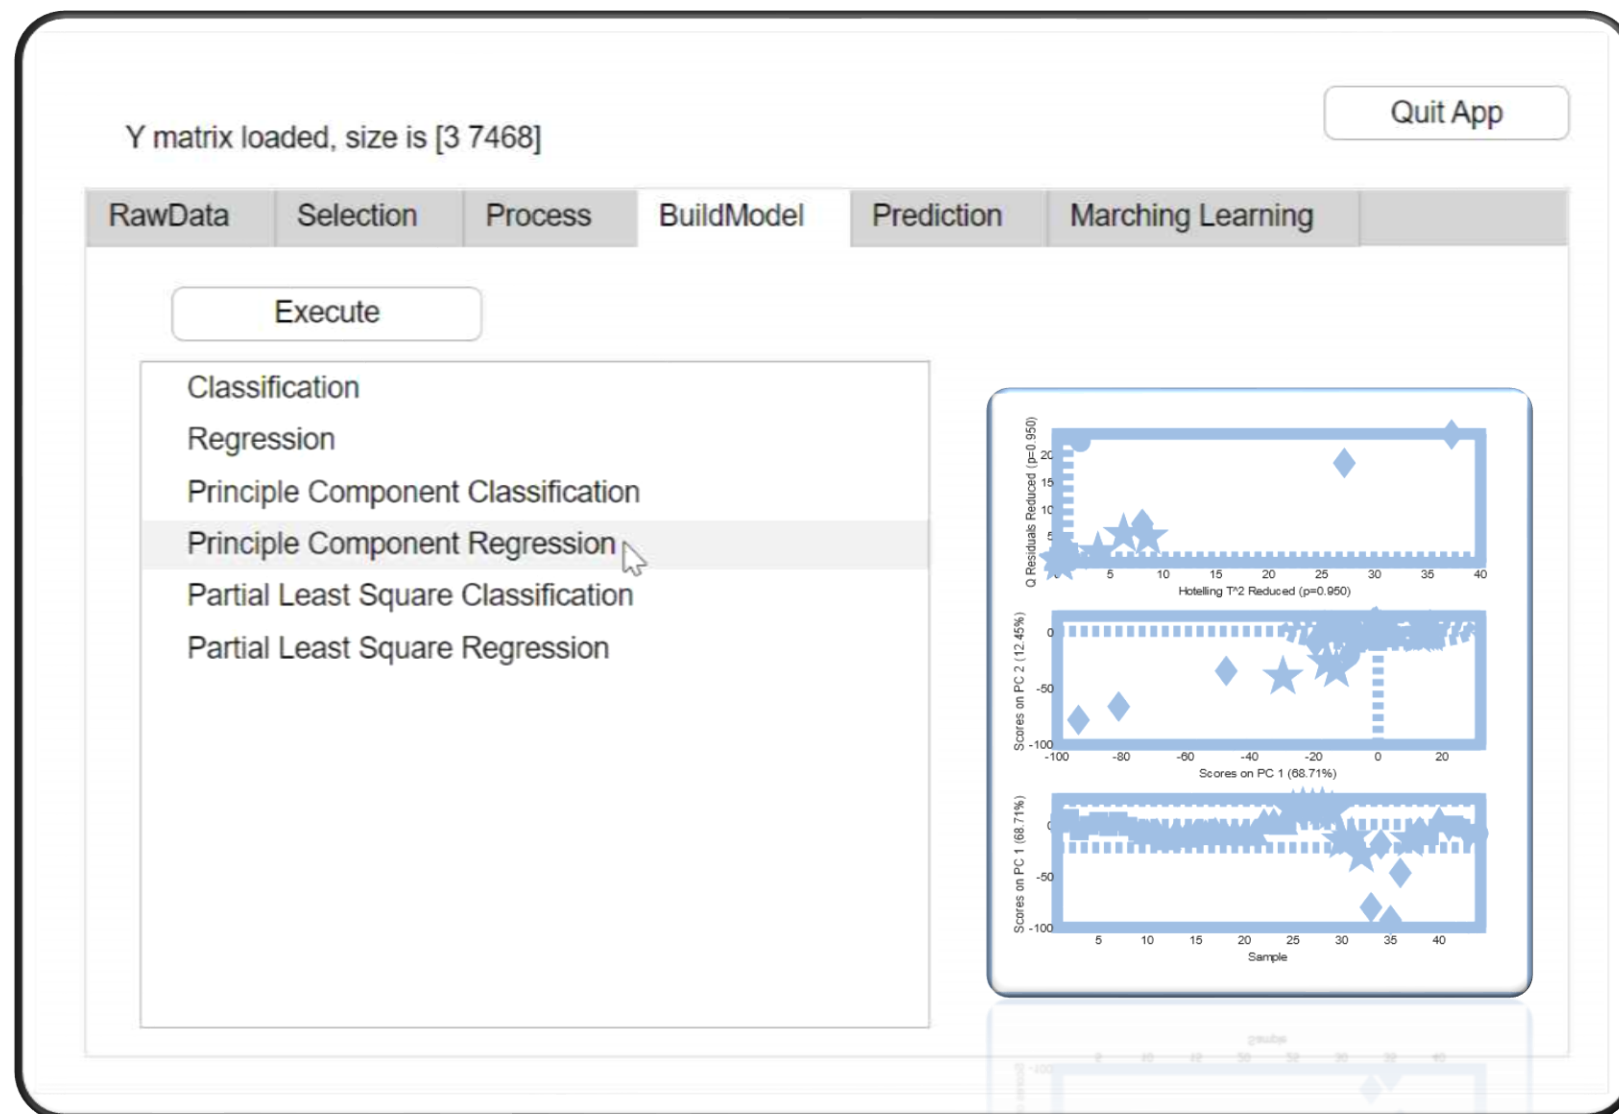 Quit App
Y matrix loaded, size is [3 7468]
RawData Selection Process BuildModel Prediction Marching Learning
Execute
Classification
Regression
Principle Component Classification
Principle Component Regression
Partial Least Square Classification
Partial Least Square Regression
Q Residuals Reduced (p=0.950)
20
15
10
5
5 10 15 20 25 30 35 40
Hotelling T^2 Reduced (p=0.950)
Scores on PC 2 (12.45%)
0
-50
-100
-100 -80 -60 -40 -20 0 20
Scores on PC 1 (68.71%)
Scores on PC 1 (68.71%)
0
-50
-100
5 10 15 20 25 30 35 40
Sample